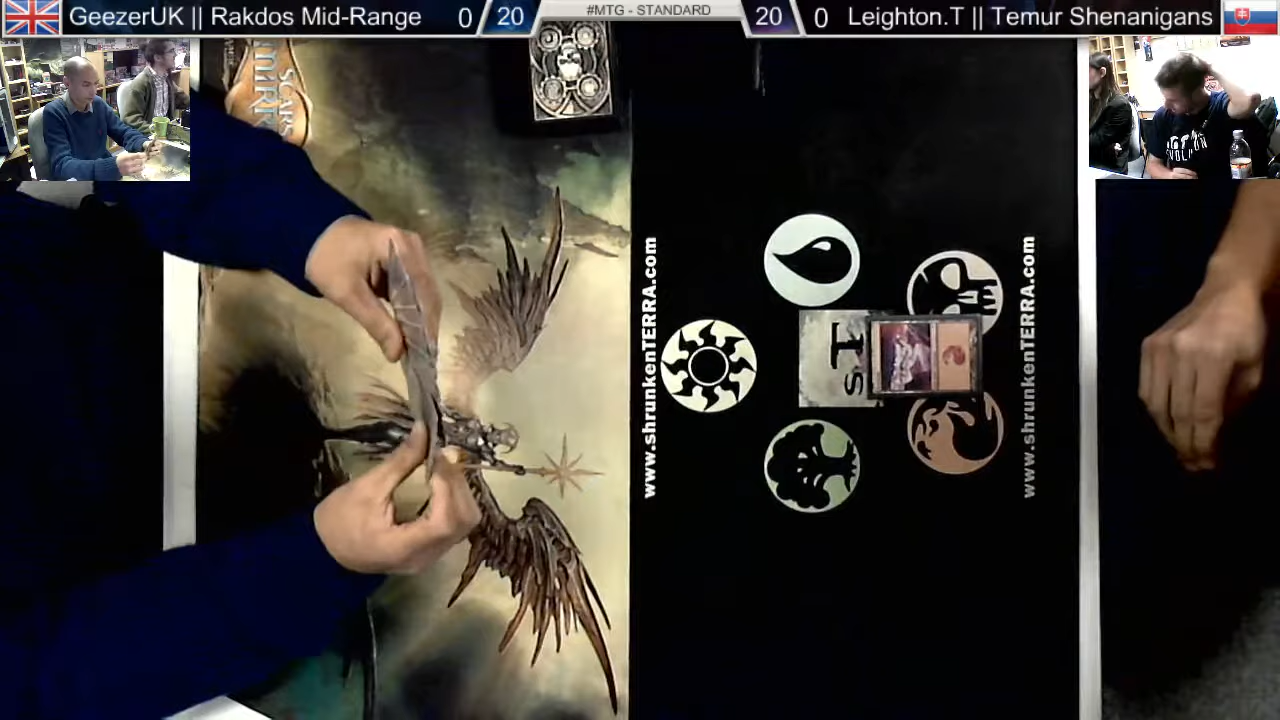 GeezerUK || Rakdos Mid-Range 0 20 #MTG - STANDARD 20 0 Leighton.T || Temur Shenanigans
SCARS
www.shrunkenTERRA.com
www.shrunkenTERRA.com